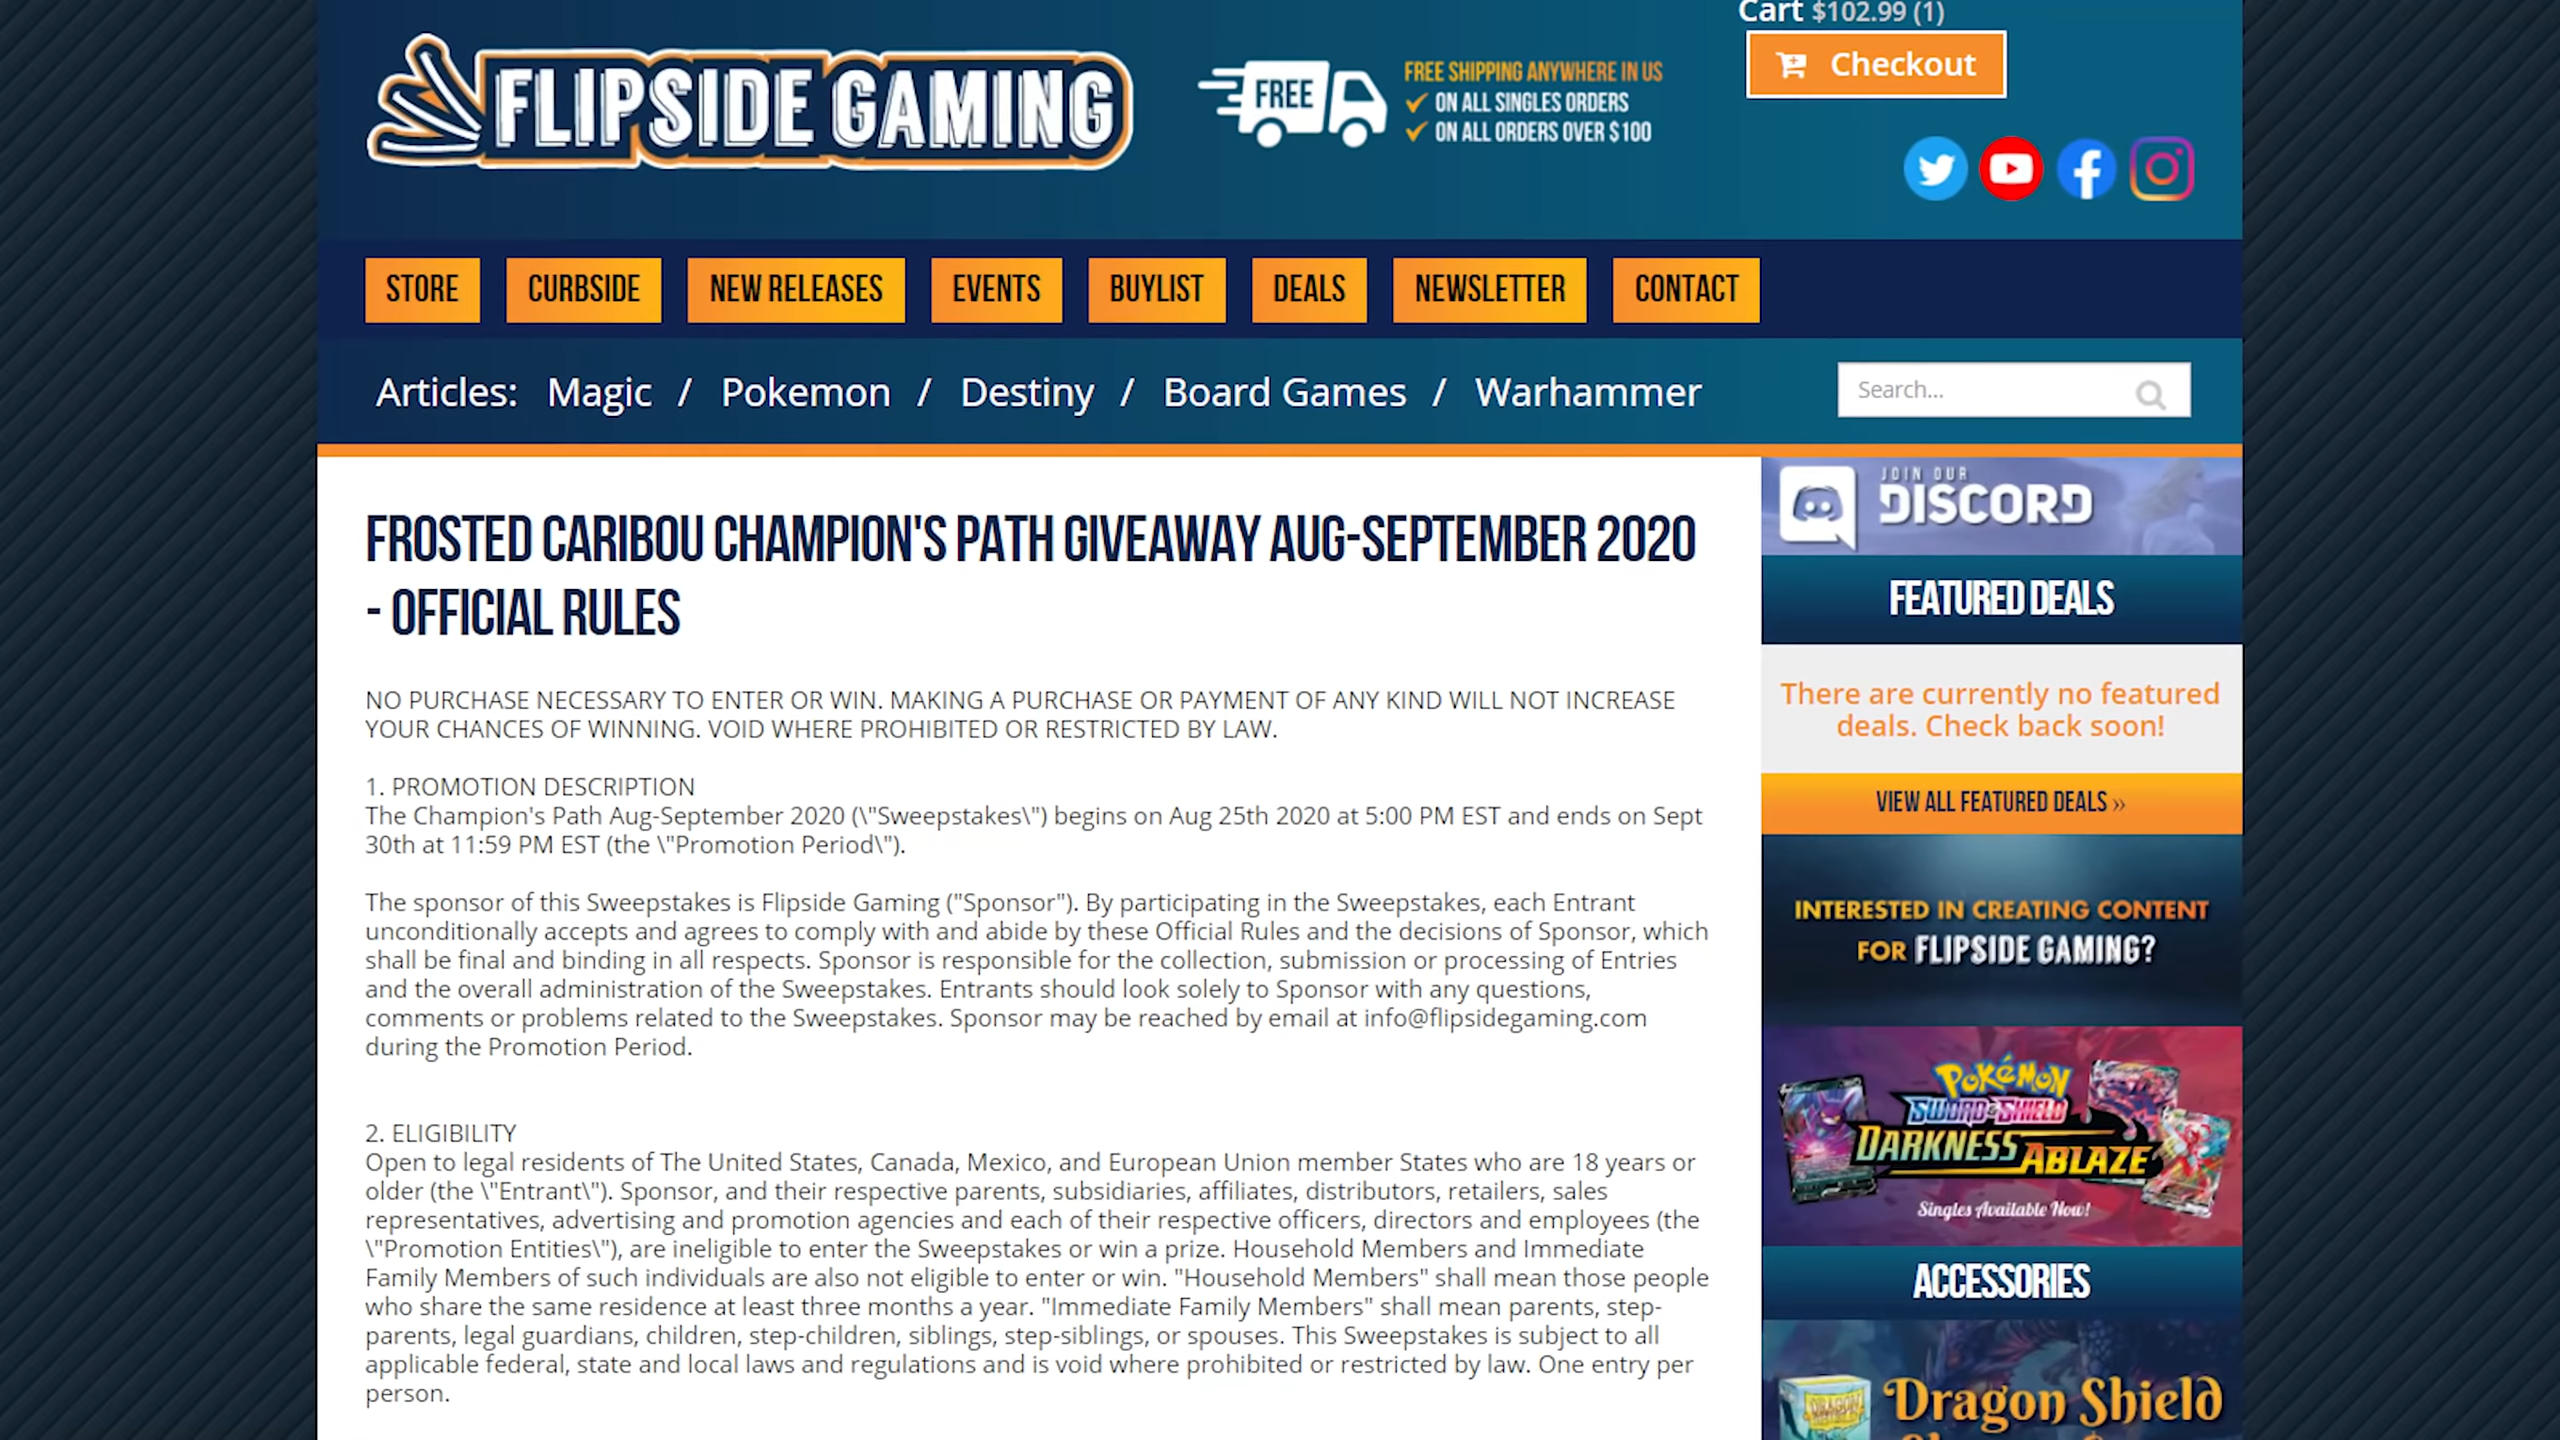 Cart $102.99 (1)
Checkout
FLIPSIDE GAMING
FREE
FREE SHIPPING ANYWHERE IN US
ON ALL SINGLES ORDERS
ON ALL ORDERS OVER $100
STORE
CURBSIDE
NEW RELEASES
EVENTS
BUYLIST
DEALS
NEWSLETTER
CONTACT
Articles: Magic / Pokemon / Destiny / Board Games / Warhammer
Search...
FROSTED CARIBOU CHAMPION'S PATH GIVEAWAY AUG-SEPTEMBER 2020
- OFFICIAL RULES
NO PURCHASE NECESSARY TO ENTER OR WIN. MAKING A PURCHASE OR PAYMENT OF ANY KIND WILL NOT INCREASE
YOUR CHANCES OF WINNING. VOID WHERE PROHIBITED OR RESTRICTED BY LAW.
1. PROMOTION DESCRIPTION
The Champion's Path Aug-September 2020 (\"Sweepstakes\") begins on Aug 25th 2020 at 5:00 PM EST and ends on Sept
30th at 11:59 PM EST (the \"Promotion Period\").
The sponsor of this Sweepstakes is Flipside Gaming ("Sponsor"). By participating in the Sweepstakes, each Entrant
unconditionally accepts and agrees to comply with and abide by these Official Rules and the decisions of Sponsor, which
shall be final and binding in all respects. Sponsor is responsible for the collection, submission or processing of Entries
and the overall administration of the Sweepstakes. Entrants should look solely to Sponsor with any questions,
comments or problems related to the Sweepstakes. Sponsor may be reached by email at info@flipsidegaming.com
during the Promotion Period.
2. ELIGIBILITY
Open to legal residents of The United States, Canada, Mexico, and European Union member States who are 18 years or
older (the \"Entrant\"). Sponsor, and their respective parents, subsidiaries, affiliates, distributors, retailers, sales
representatives, advertising and promotion agencies and each of their respective officers, directors and employees (the
\"Promotion Entities\"), are ineligible to enter the Sweepstakes or win a prize. Household Members and Immediate
Family Members of such individuals are also not eligible to enter or win. "Household Members" shall mean those people
who share the same residence at least three months a year. "Immediate Family Members" shall mean parents, step-
parents, legal guardians, children, step-children, siblings, step-siblings, or spouses. This Sweepstakes is subject to all
applicable federal, state and local laws and regulations and is void where prohibited or restricted by law. One entry per
person.
JOIN OUR
DISCORD
FEATURED DEALS
There are currently no featured
deals. Check back soon!
VIEW ALL FEATURED DEALS »
INTERESTED IN CREATING CONTENT
FOR FLIPSIDE GAMING?
POKéMON
SWORD & SHIELD
DARKNESS ABLAZE
Singles Available Now!
ACCESSORIES
Dragon Shield